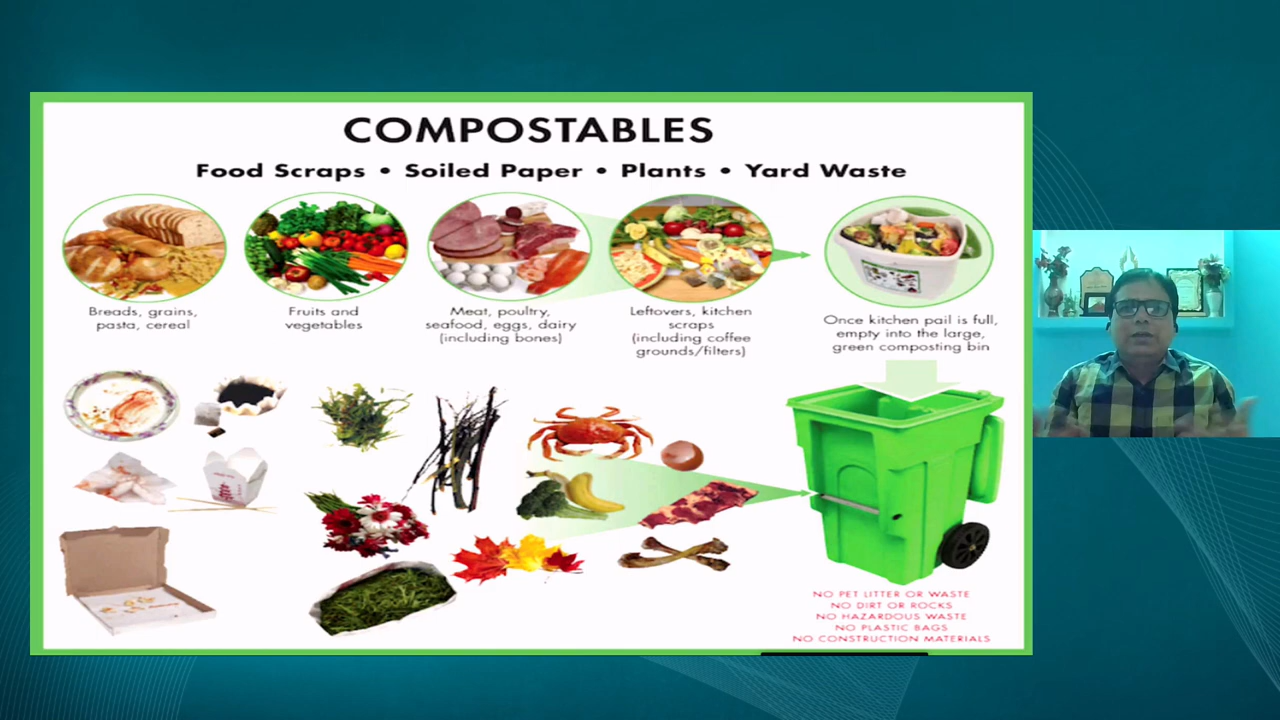 COMPOSTABLES
Food Scraps • Soiled Paper • Plants • Yard Waste
Breads, grains,
pasta, cereal
Fruits and
vegetables
Meat, poultry,
seafood, eggs, dairy
(including bones)
Leftovers, kitchen
scraps
(including coffee
grounds/filters)
Once kitchen pail is full,
empty into the large,
green composting bin
NO PET LITTER OR WASTE
NO DIRT OR ROCKS
NO HAZARDOUS WASTE
NO PLASTIC BAGS
NO CONSTRUCTION MATERIALS